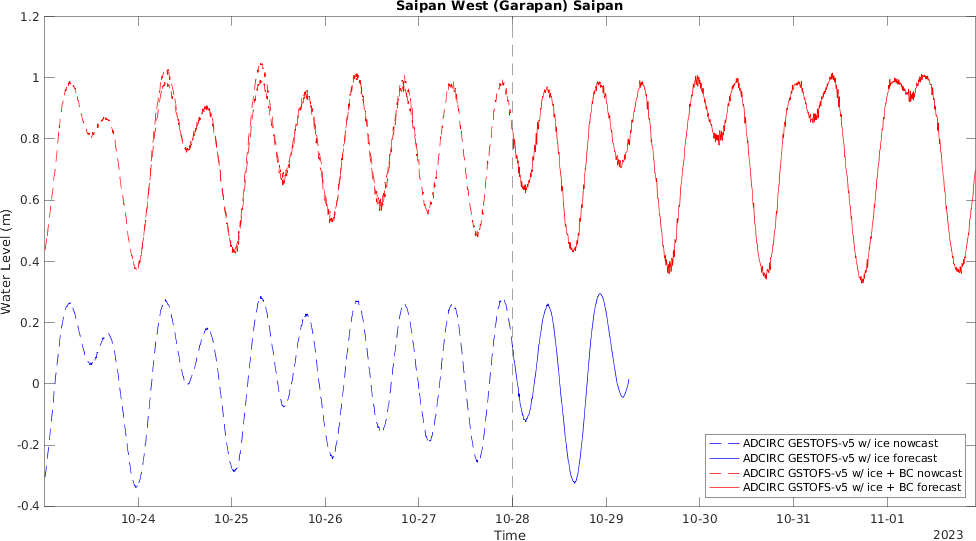 Saipan West (Garapan) Saipan
1.2
1
0.8
0.6
0.4
0.2
0
-0.2
-0.4
Water Level (m)
ADCIRC GESTOFS-v5 w/ ice nowcast
ADCIRC GESTOFS-v5 w/ ice forecast
ADCIRC GSTOFS-v5 w/ ice + BC nowcast
ADCIRC GSTOFS-v5 w/ ice + BC forecast
10-24 10-25 10-26 10-27 10-28 10-29 10-30 10-31 11-01
Time
2023